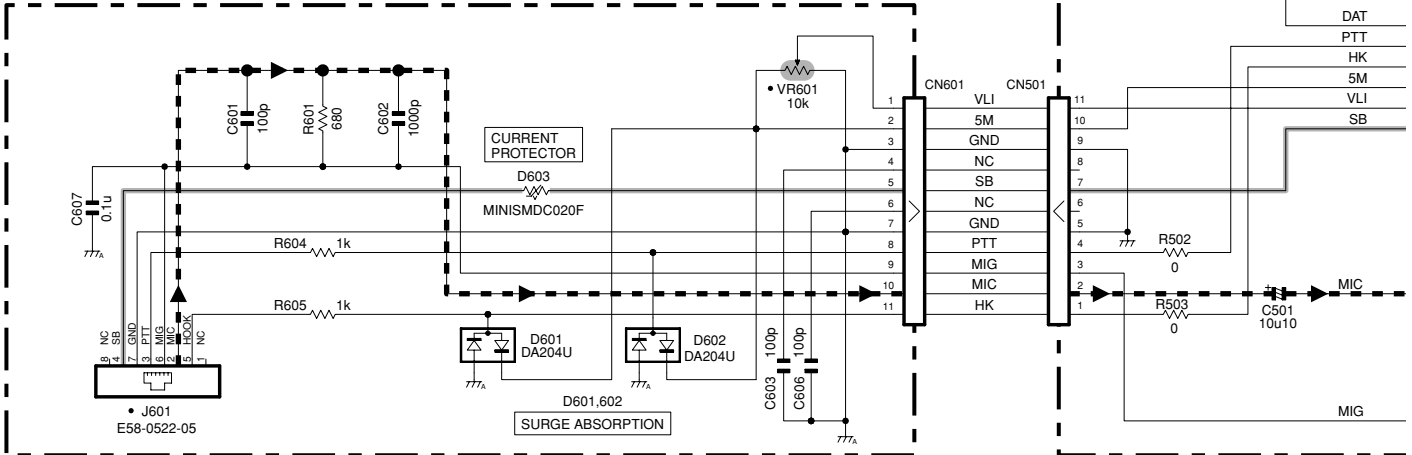 DAT
PTT
HK
5M
VLI
SB
C601
100p
R601
680
C602
1000p
CURRENT
PROTECTOR
D603
MINISMDC020F
C607
0.1u
A
• VR601
10k
CN601
CN501
1
VLI
11
2
5M
10
3
GND
9
4
NC
8
5
SB
7
6
NC
6
7
GND
5
8
PTT
4
9
MIG
3
10
MIC
2
11
HK
1
R604
1k
R605
1k
R502
0
R503
0
+
C501
10u10
MIC
MIG
D601
DA204U
A
D602
DA204U
A
C603
100p
C606
100p
A
D601,602
SURGE ABSORPTION
8 NC
4 SB
7 GND
3 PTT
6 MIG
2 MIC
5 HOOK
1 NC
• J601
E58-0522-05